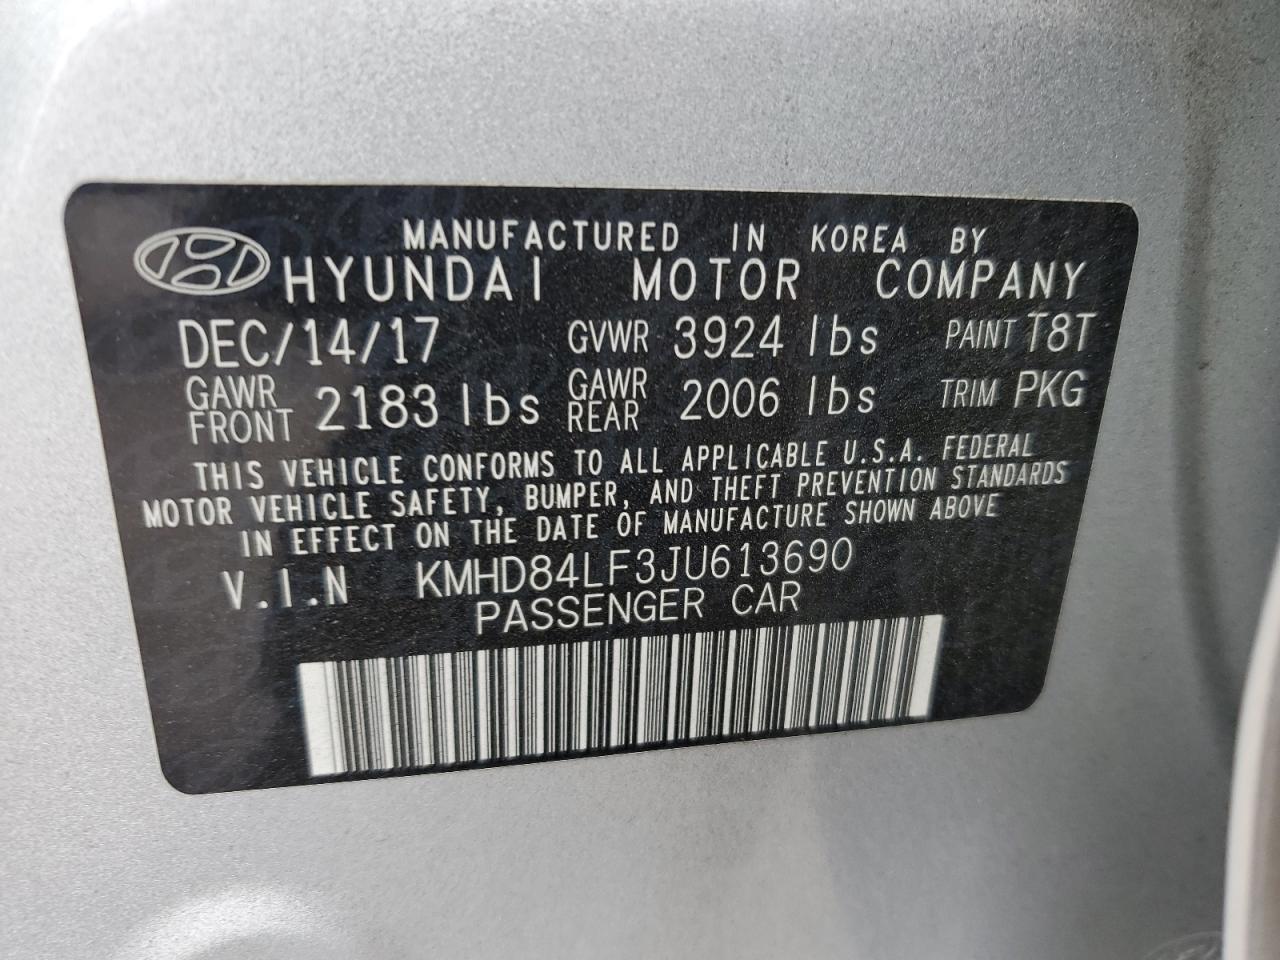 MANUFACTURED IN KOREA BY
HYUNDAI MOTOR COMPANY
DEC/14/17 GVWR 3924 lbs PAINT T8T
GAWR FRONT 2183 lbs GAWR REAR 2006 lbs TRIM PKG
THIS VEHICLE CONFORMS TO ALL APPLICABLE U.S.A. FEDERAL
MOTOR VEHICLE SAFETY, BUMPER, AND THEFT PREVENTION STANDARDS
IN EFFECT ON THE DATE OF MANUFACTURE SHOWN ABOVE
V.I.N KMHD84LF3JU613690
PASSENGER CAR